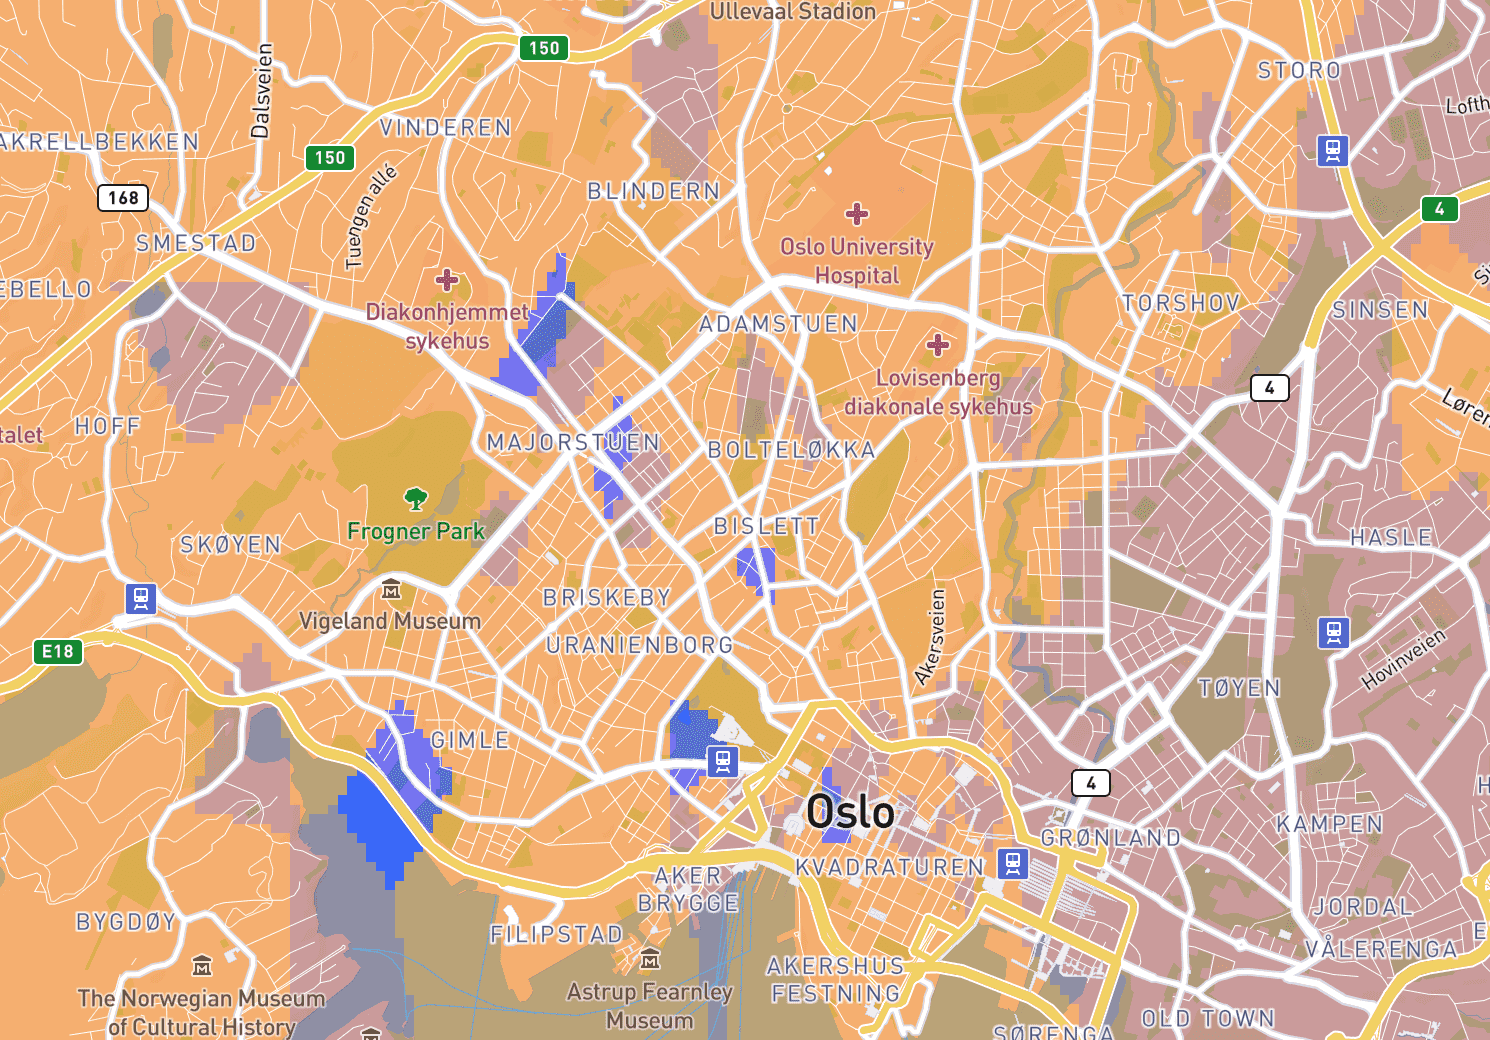 Ullevaal Stadion
150
STORO
Dalsveien
Lofth
VINDEREN
AKRELLBEKKEN
150
168
Tuengen allé
BLINDERN
4
SMESTAD
Oslo University
Hospital
EBELLO
Diakonhjemmet
sykehus
TORSHOV
SINSEN
ADAMSTUEN
Lovisenberg
diakonale sykehus
4
Løren
HOFF
talet
MAJORSTUEN
BOLTELØKKA
Frogner Park
BISLETT
HASLE
SKØYEN
BRISKEBY
Vigeland Museum
Akersveien
URANIENBORG
E18
Hovinveien
TØYEN
GIMLE
4
H
Oslo
KAMPEN
GRØNLAND
KVADRATUREN
AKER
BRYGGE
JORDAL
BYGDØY
FILIPSTAD
E
VÅLERENGA
AKERSHUS
FESTNING
The Norwegian Museum
of Cultural History
Astrup Fearnley
Museum
OLD TOWN
SØRENGA